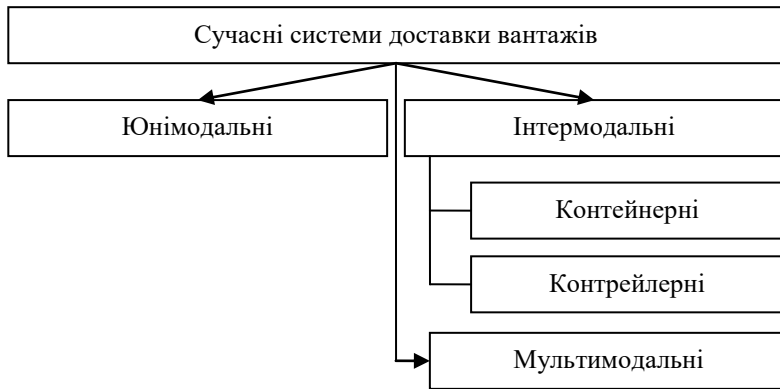 Сучасні системи доставки вантажів
Юнімодальні
Інтермодальні
Контейнерні
Контрейлерні
Мультимодальні